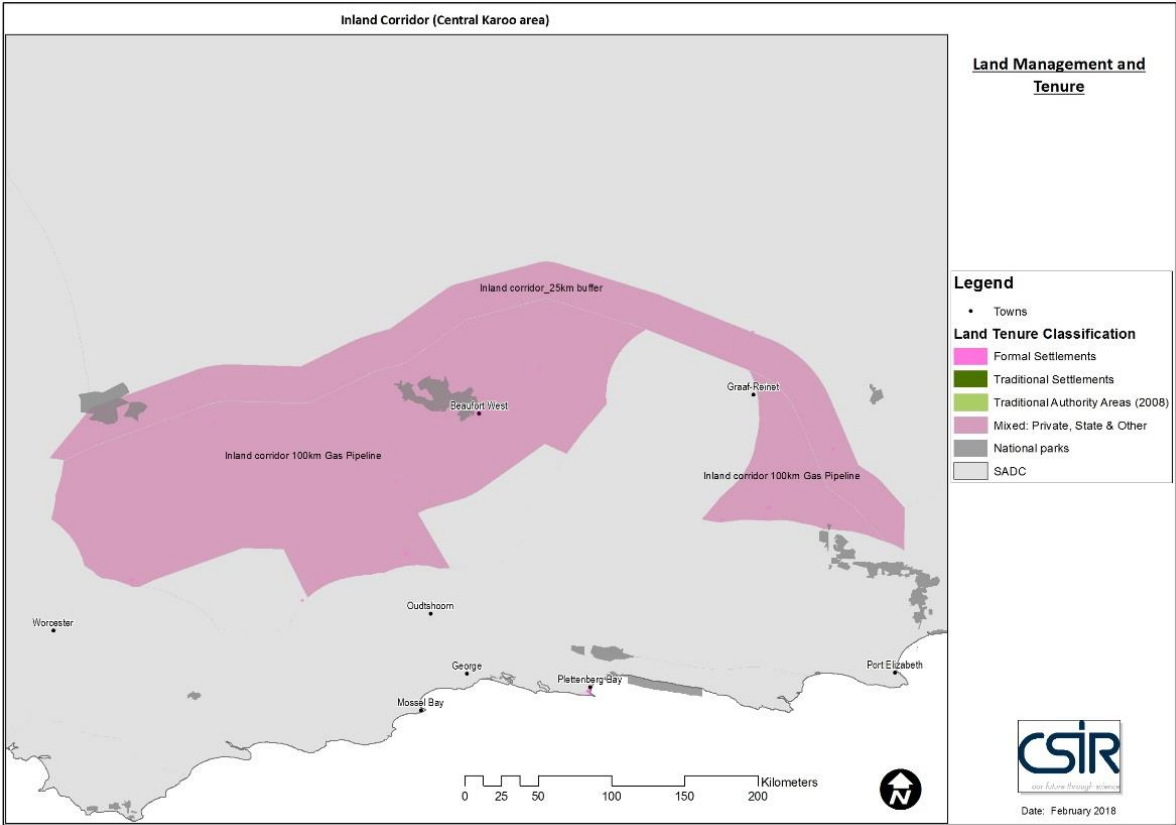 Inland Corridor (Central Karoo area)
Land Management and
Tenure
Inland corridor_25km buffer
Graaf-Reinet
Beaufort West
Inland corridor 100km Gas Pipeline
Inland corridor 100km Gas Pipeline
Oudtshoorn
Worcester
George
Port Elizabeth
Plettenberg Bay
Mossel Bay
Legend
Towns
Land Tenure Classification
Formal Settlements
Traditional Settlements
Traditional Authority Areas (2008)
Mixed: Private, State & Other
National parks
SADC
Kilometers
0 25 50 100 150 200
N
CSIR
our future through science
Date: February 2018